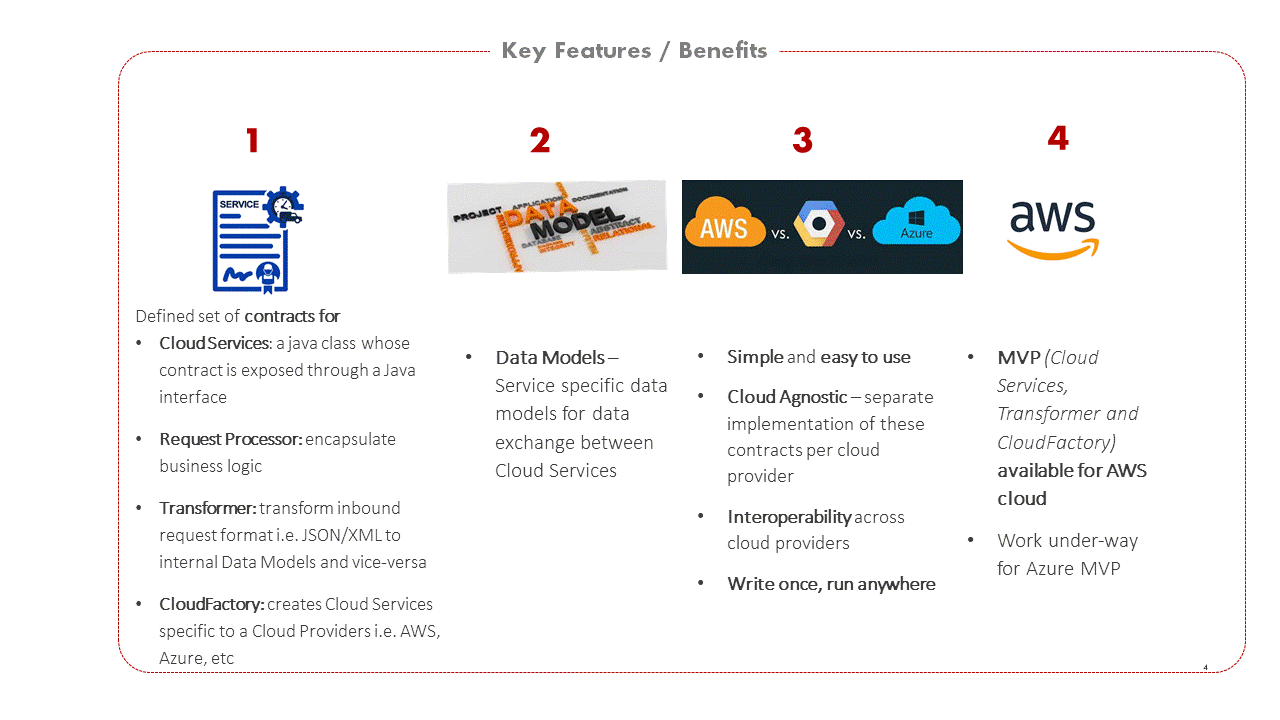 Key Features / Benefits
1
2
3
4
SERVICE
PROJECT
APPLICATION
DOCUMENTATION
DATA
MODEL
DATABASE
INTEGRITY
ABSTRACT
RELATIONAL
AWS vs. vs. Azure
aws
Defined set of contracts for
• Cloud Services: a java class whose
contract is exposed through a Java
interface
• Request Processor: encapsulate
business logic
• Transformer: transform inbound
request format i.e. JSON/XML to
internal Data Models and vice-versa
• CloudFactory: creates Cloud Services
specific to a Cloud Providers i.e. AWS,
Azure, etc
• Data Models –
Service specific data
models for data
exchange between
Cloud Services
• Simple and easy to use
• Cloud Agnostic – separate
implementation of these
contracts per cloud
provider
• Interoperability across
cloud providers
• Write once, run anywhere
• MVP (Cloud
Services,
Transformer and
CloudFactory)
available for AWS
cloud
• Work under-way
for Azure MVP
4